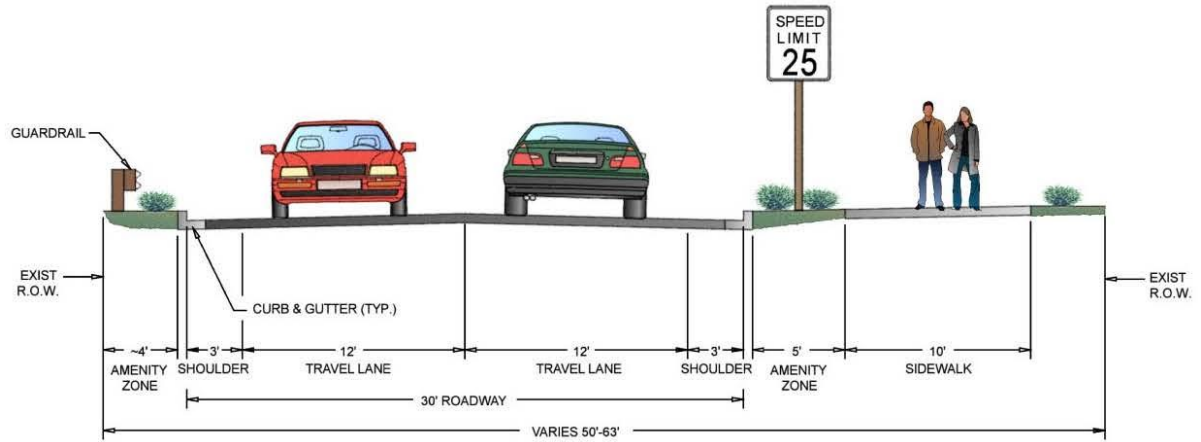 SPEED
LIMIT
25
GUARDRAIL
EXIST
R.O.W.
EXIST
R.O.W.
CURB & GUTTER (TYP.)
~4'
3'
12'
12'
3'
5'
10'
AMENITY
ZONE
SHOULDER
TRAVEL LANE
TRAVEL LANE
SHOULDER
AMENITY
ZONE
SIDEWALK
30' ROADWAY
VARIES 50'-63'